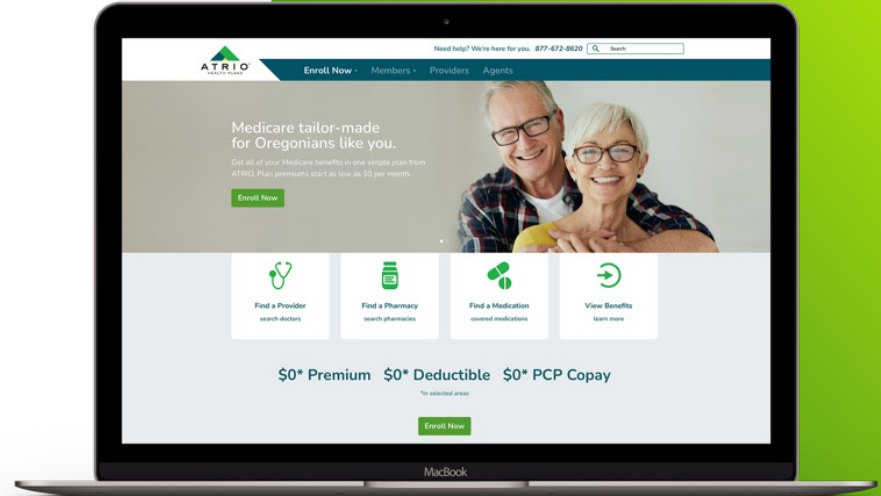 Need help? We're here for you. 877-672-8620
Search
ATRIO
HEALTH PLANS
Enroll Now
Members
Providers
Agents
Medicare tailor-made
for Oregonians like you.
Get all of your Medicare benefits in one simple plan from
ATRIO. Plan premiums start as low as $0 per month.
Enroll Now
Find a Provider
search doctors
Find a Pharmacy
search pharmacies
Find a Medication
covered medications
View Benefits
learn more
$0* Premium $0* Deductible $0* PCP Copay
*in selected areas
Enroll Now
MacBook